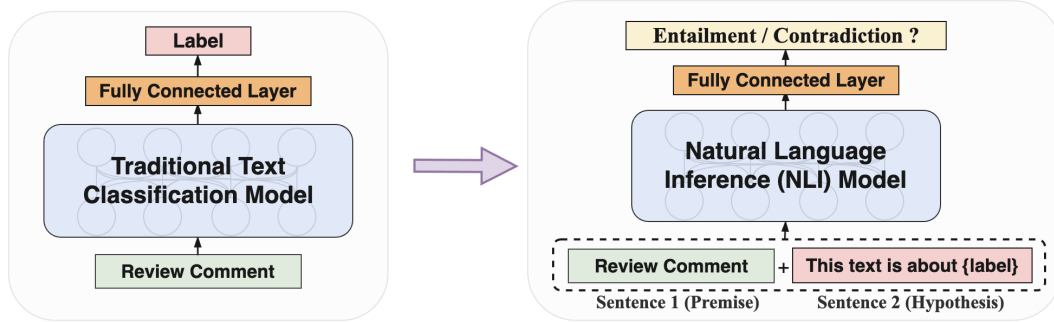 Label
Fully Connected Layer
Traditional Text
Classification Model
Review Comment
Entailment / Contradiction ?
Fully Connected Layer
Natural Language
Inference (NLI) Model
Review Comment + This text is about {label}
Sentence 1 (Premise) Sentence 2 (Hypothesis)